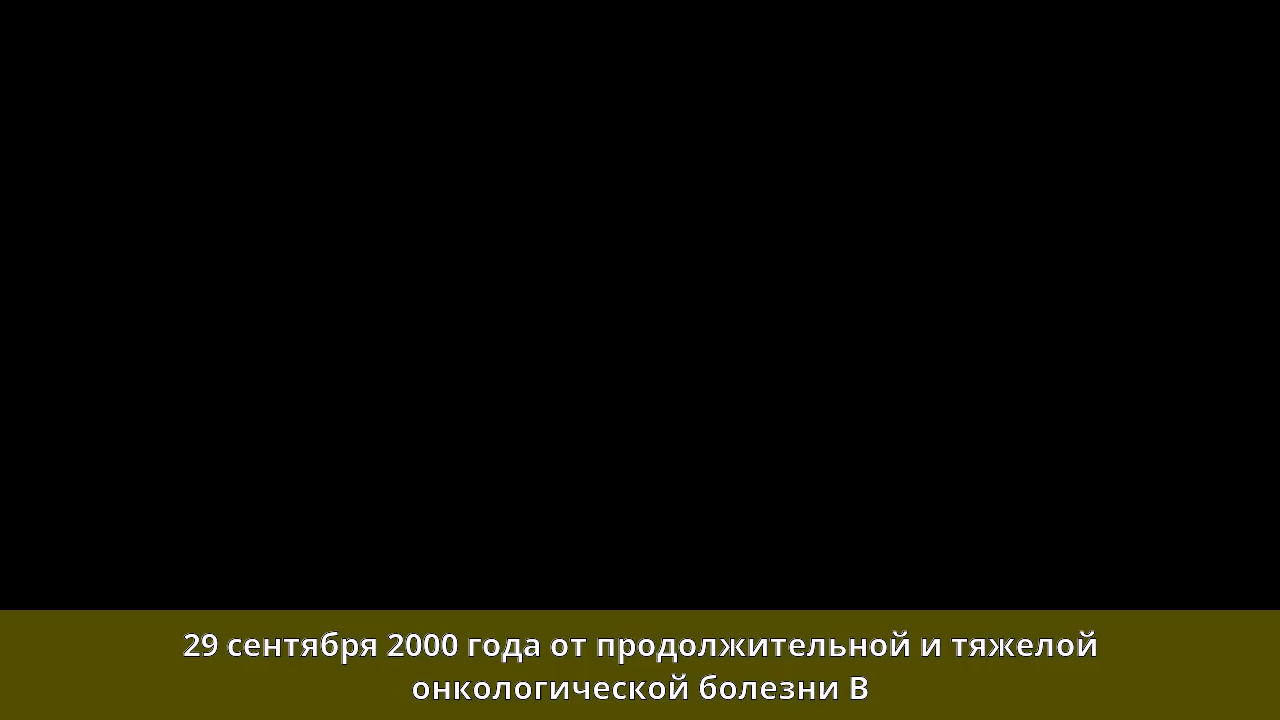 29 сентября 2000 года от продолжительной и тяжелой
онкологической болезни В